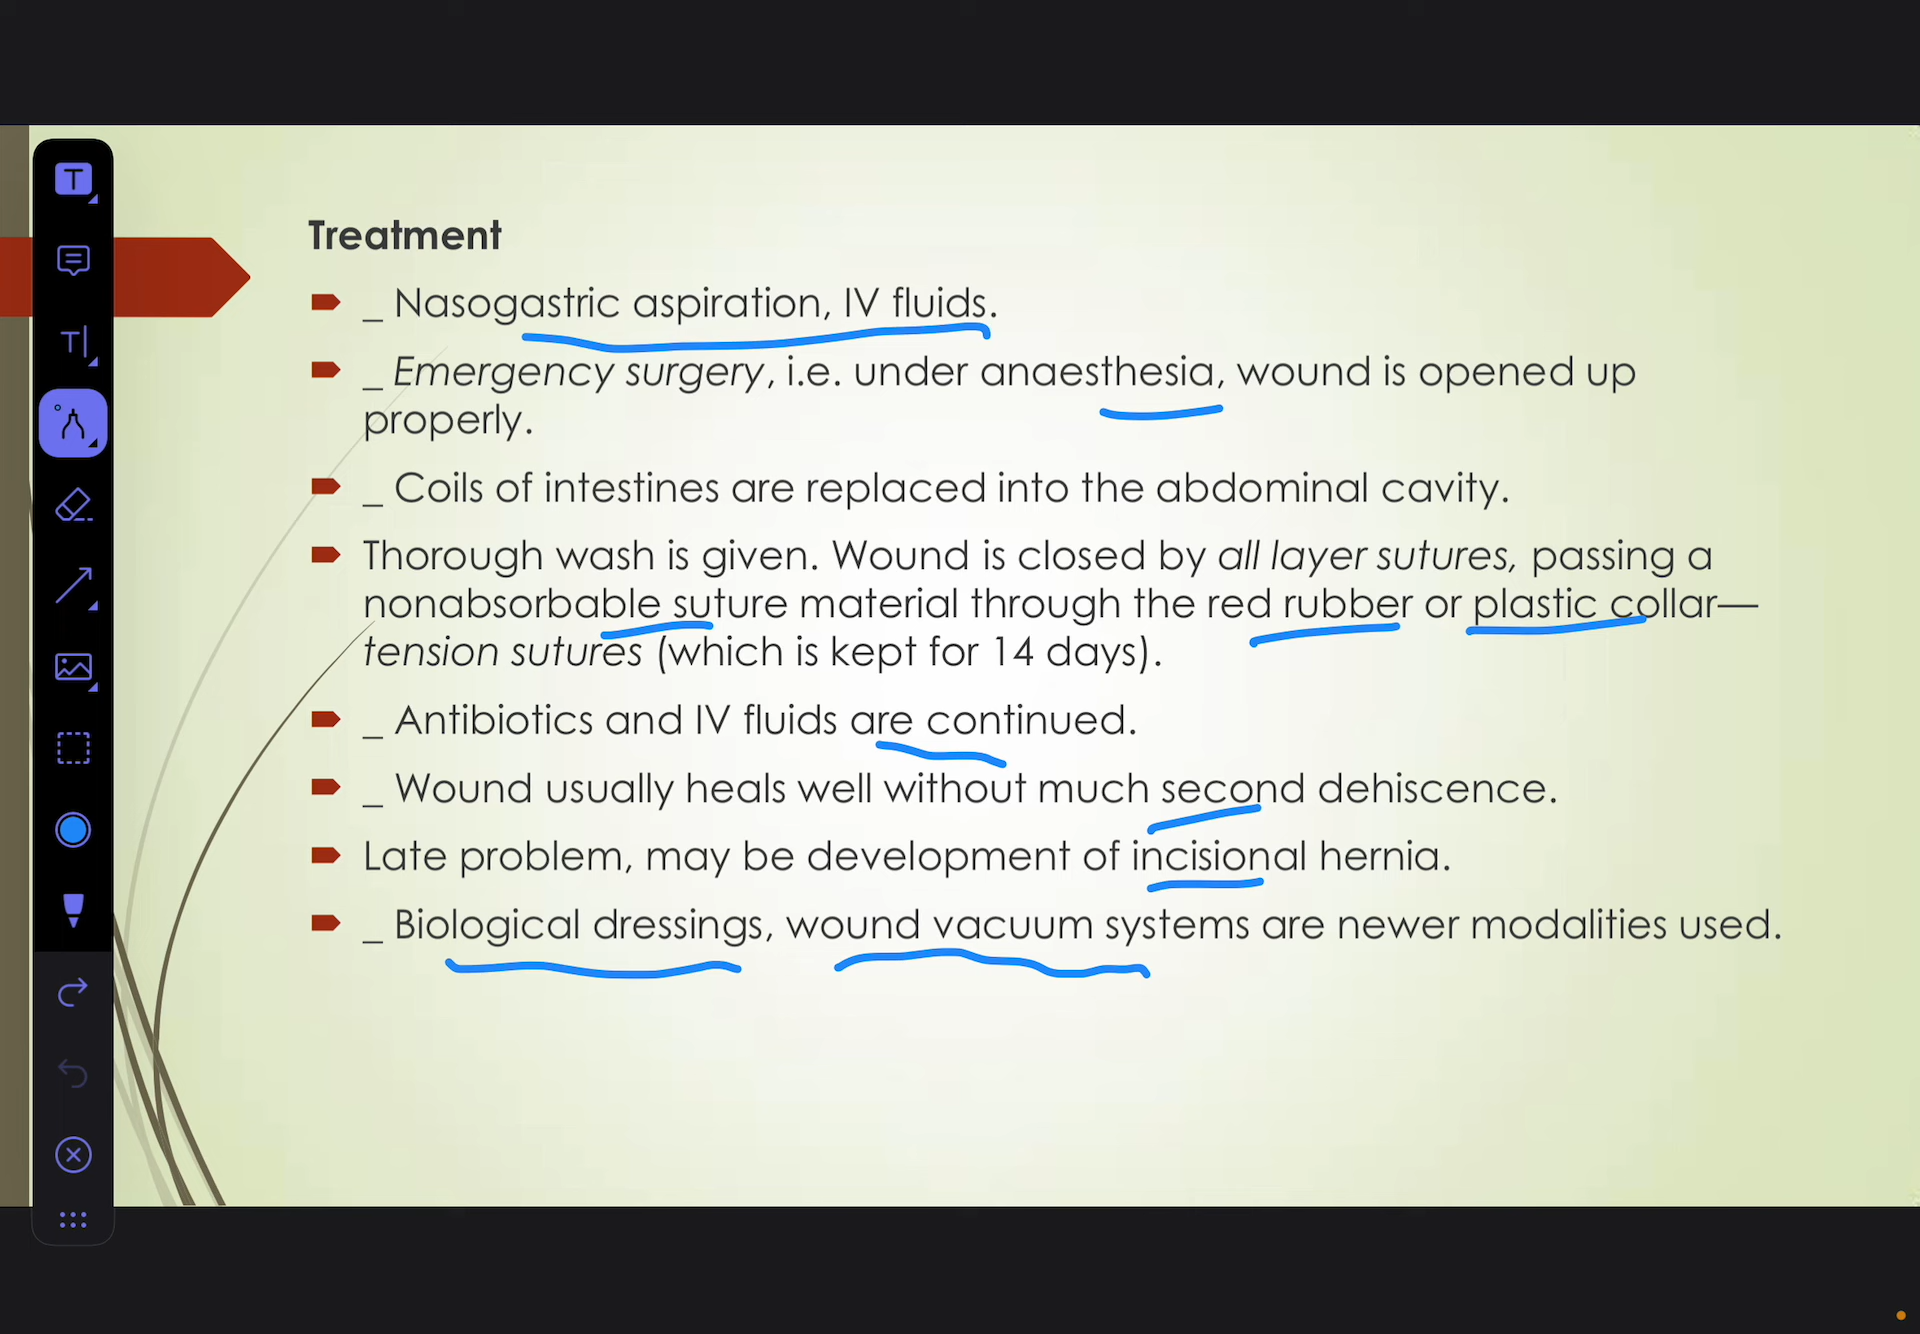 Treatment
_ Nasogastric aspiration, IV fluids.
_ Emergency surgery, i.e. under anaesthesia, wound is opened up
properly.
_ Coils of intestines are replaced into the abdominal cavity.
Thorough wash is given. Wound is closed by all layer sutures, passing a
nonabsorbable suture material through the red rubber or plastic collar—
tension sutures (which is kept for 14 days).
_ Antibiotics and IV fluids are continued.
_ Wound usually heals well without much second dehiscence.
Late problem, may be development of incisional hernia.
_ Biological dressings, wound vacuum systems are newer modalities used.